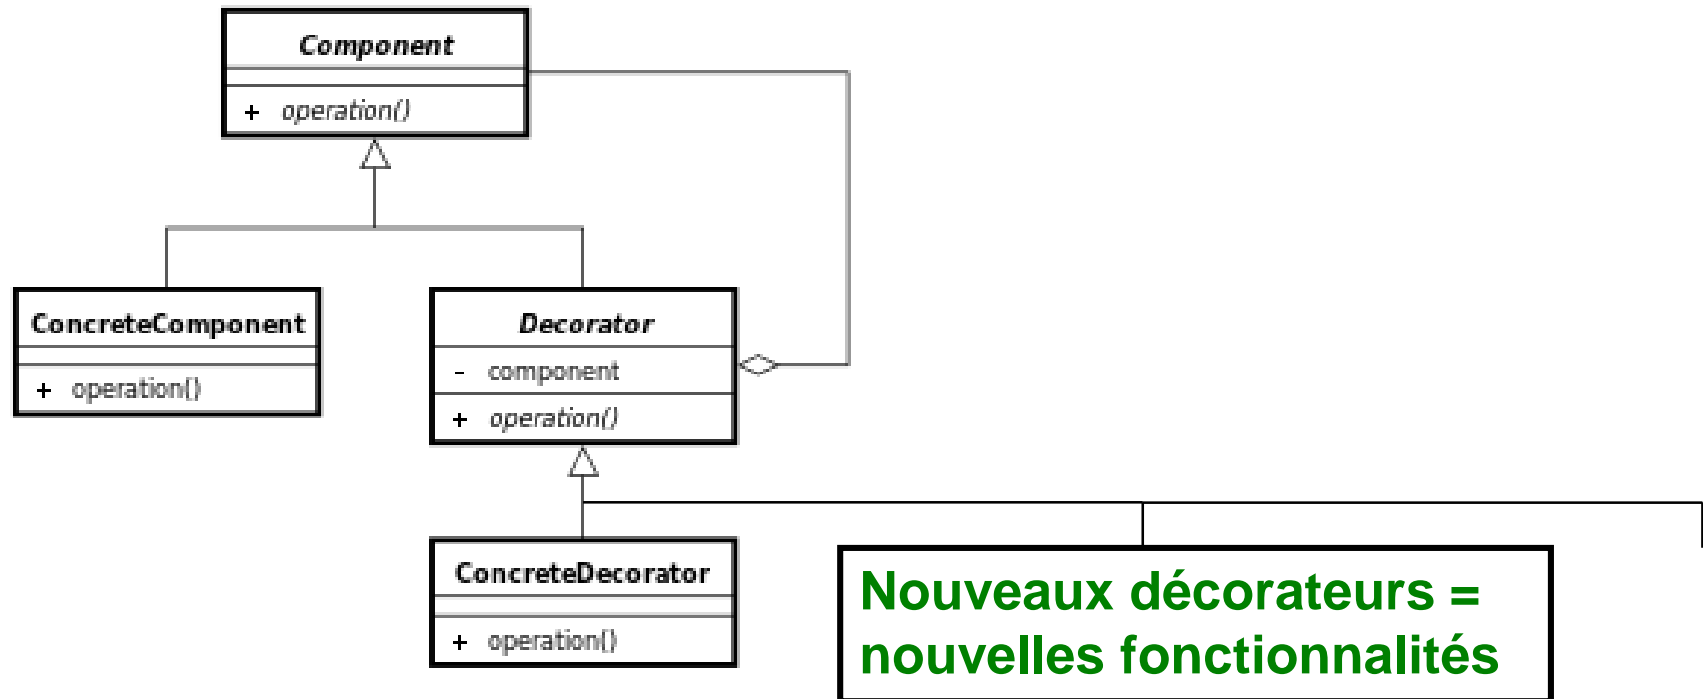 Component
+ operation()
ConcreteComponent
+ operation()
Decorator
- component
+ operation()
ConcreteDecorator
+ operation()
Nouveaux décorateurs =
nouvelles fonctionnalités